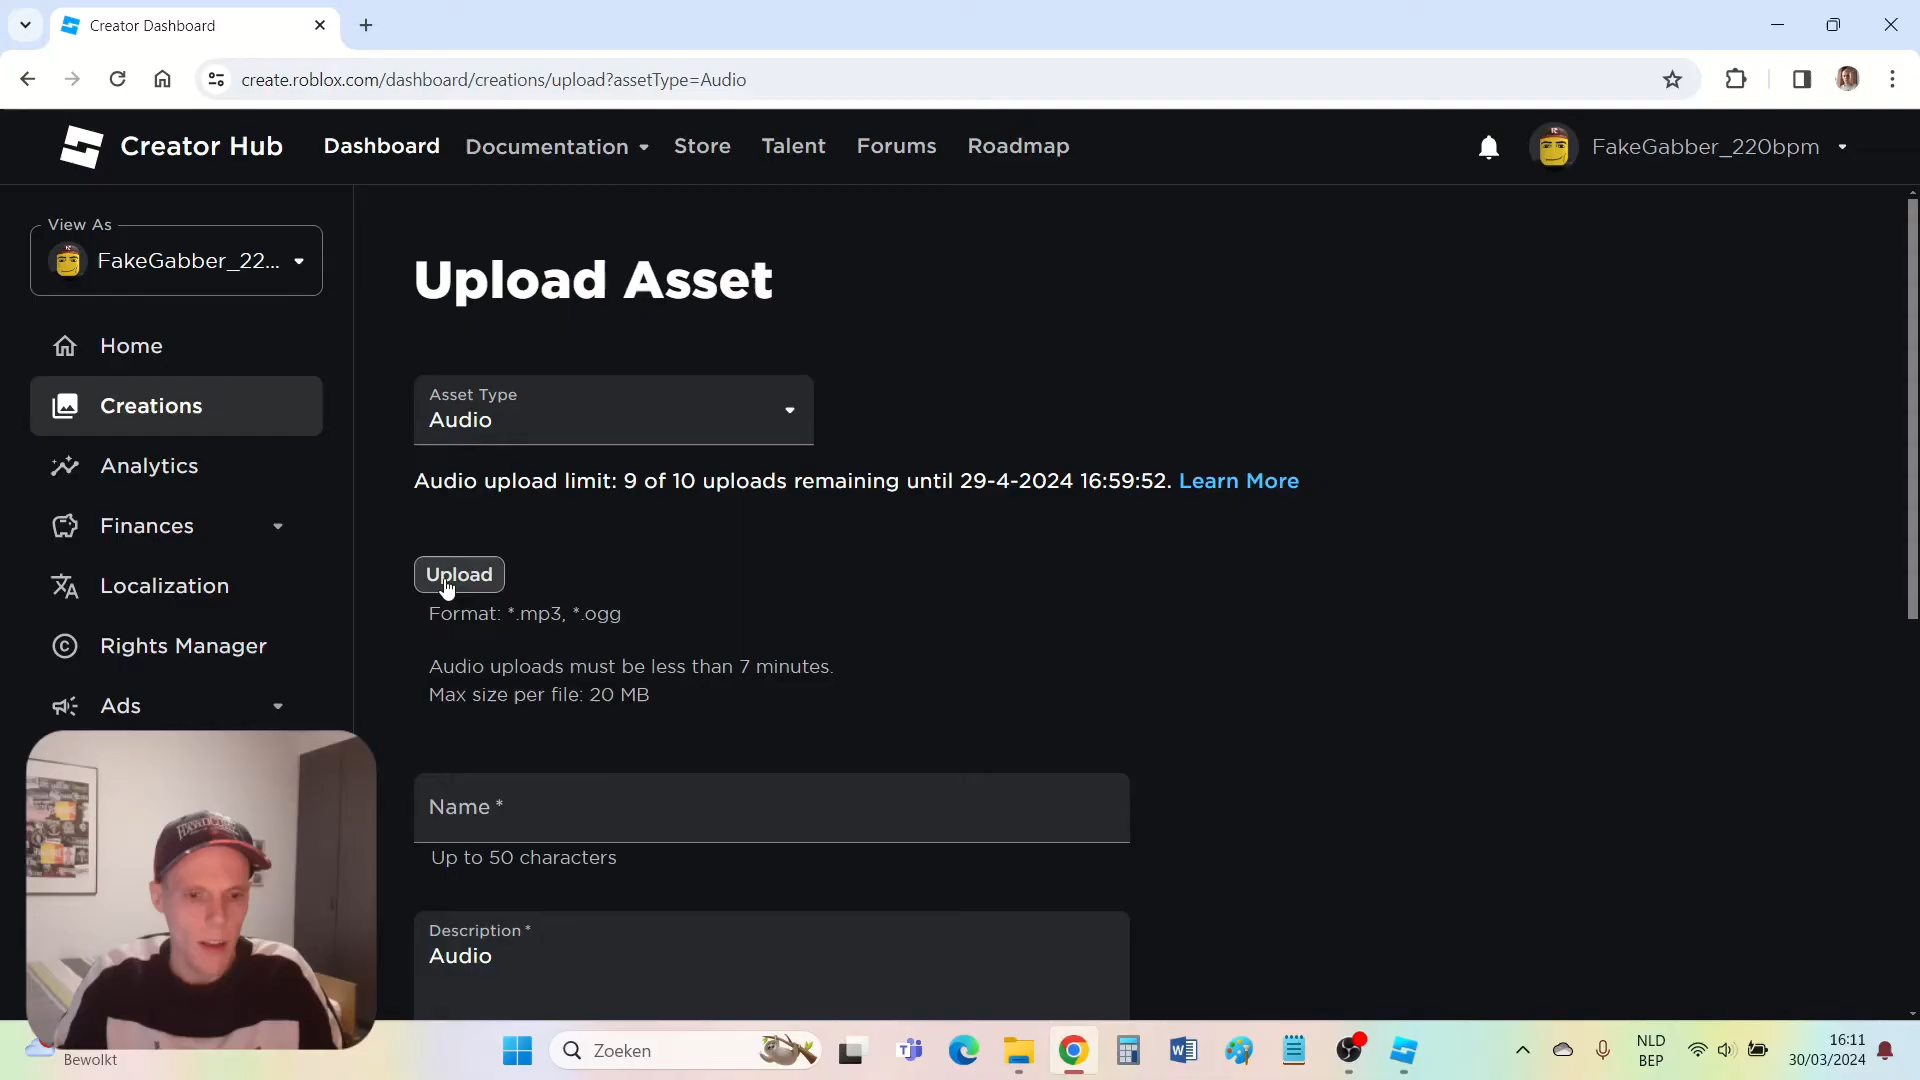 Creator Dashboard
create.roblox.com/dashboard/creations/upload?assetType=Audio
Creator Hub Dashboard Documentation Store Talent Forums Roadmap FakeGabber_220bpm
View As
FakeGabber_22...
Home
Creations
Analytics
Finances
Localization
Rights Manager
Ads
Upload Asset
Asset Type
Audio
Audio upload limit: 9 of 10 uploads remaining until 29-4-2024 16:59:52. Learn More
Upload
Format: *.mp3, *.ogg
Audio uploads must be less than 7 minutes.
Max size per file: 20 MB
Name *
Up to 50 characters
Description *
Audio
HARDCORE
Bewolkt
Zoeken
NLD
BEP
16:11
30/03/2024